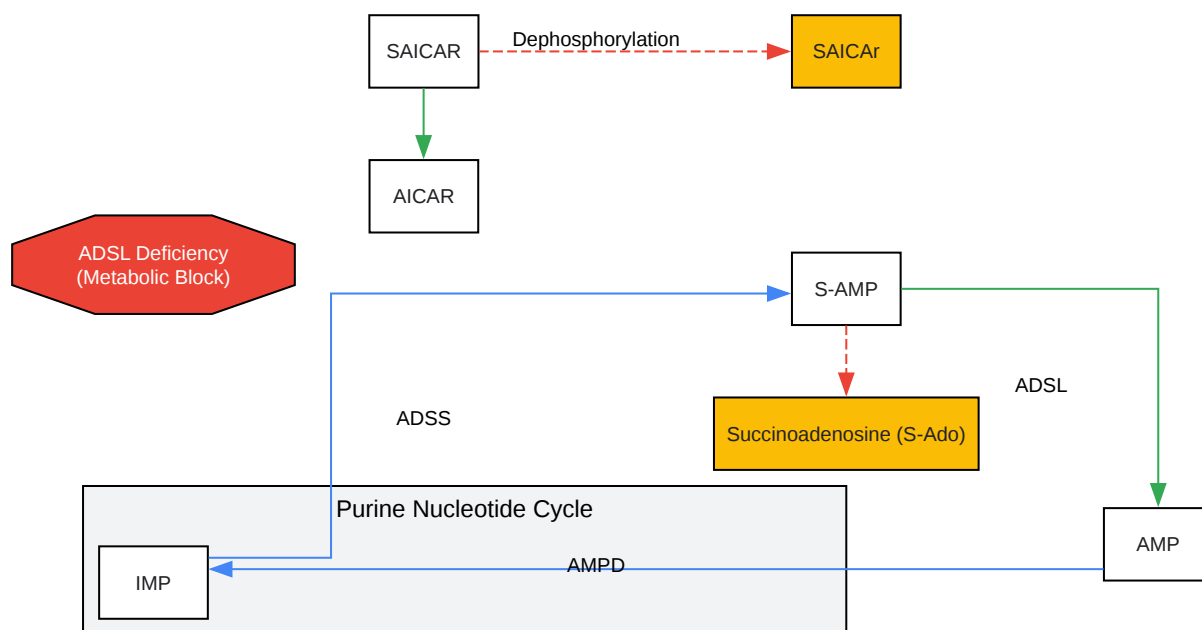 SAICAR
Dephosphorylation
SAICAr
AICAR
ADSL Deficiency
(Metabolic Block)
S-AMP
ADSL
ADSS
Succinoadenosine (S-Ado)
Purine Nucleotide Cycle
AMP
AMPD
IMP